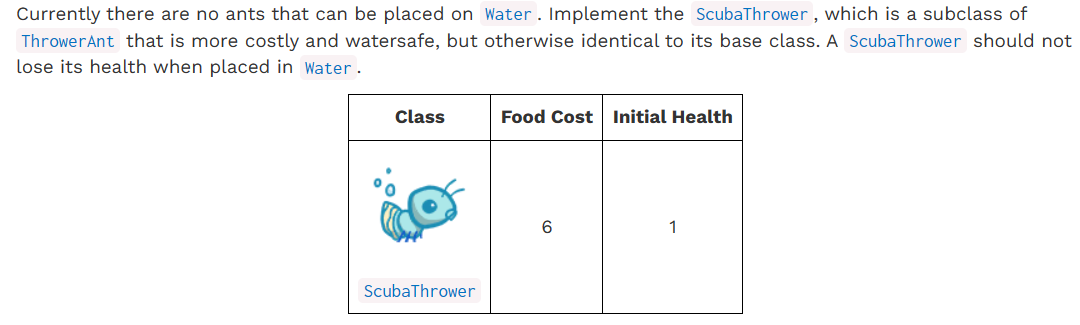 Currently there are no ants that can be placed on Water. Implement the ScubaThrower, which is a subclass of
ThrowerAnt that is more costly and watersafe, but otherwise identical to its base class. A ScubaThrower should not
lose its health when placed in Water.
Class Food Cost Initial Health
6 1
ScubaThrower